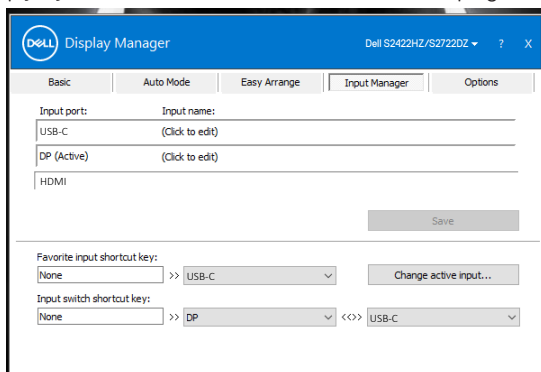 DELL Display Manager Dell S2422HZ/S2722DZ ? X
Basic Auto Mode Easy Arrange Input Manager Options
Input port: Input name:
USB-C (Click to edit)
DP (Active) (Click to edit)
HDMI
Save
Favorite input shortcut key:
None >> USB-C Change active input...
Input switch shortcut key:
None >> DP <<>> USB-C